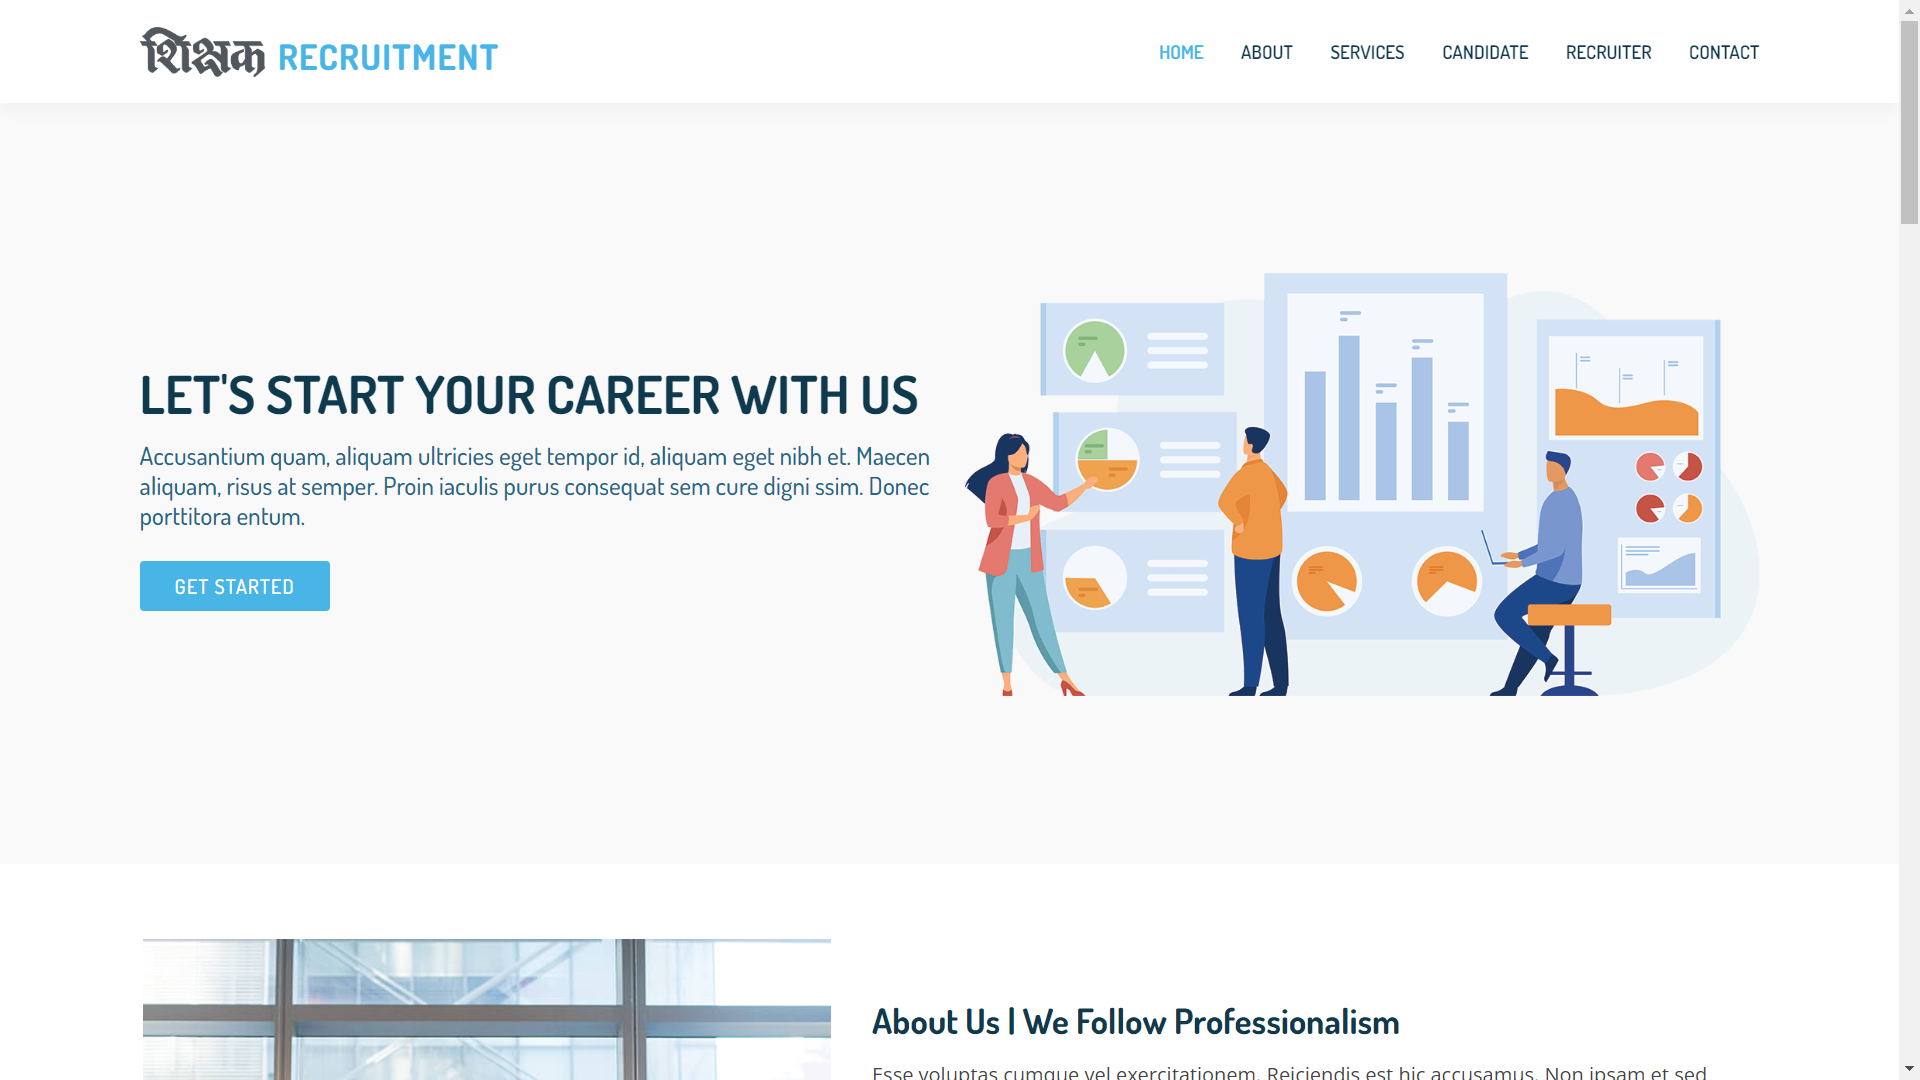 शिक्षक RECRUITMENT
HOME ABOUT SERVICES CANDIDATE RECRUITER CONTACT
LET'S START YOUR CAREER WITH US
Accusantium quam, aliquam ultricies eget tempor id, aliquam eget nibh et. Maecen
aliquam, risus at semper. Proin iaculis purus consequat sem cure digni ssim. Donec
porttitora entum.
GET STARTED
About Us | We Follow Professionalism
Esse voluptas cumque vel exercitationem. Reiciendis est hic accusamus. Non ipsam et sed